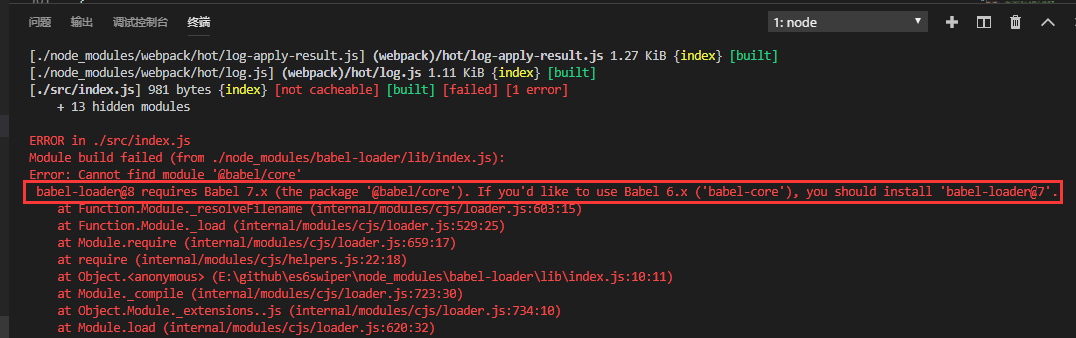 问题 输出 调试控制台 终端 1: node
[./node_modules/webpack/hot/log-apply-result.js] (webpack)/hot/log-apply-result.js 1.27 KiB {index} [built]
[./node_modules/webpack/hot/log.js] (webpack)/hot/log.js 1.11 KiB {index} [built]
[./src/index.js] 981 bytes {index} [not cacheable] [built] [failed] [1 error]
+ 13 hidden modules
ERROR in ./src/index.js
Module build failed (from ./node_modules/babel-loader/lib/index.js):
Error: Cannot find module '@babel/core'
babel-loader@8 requires Babel 7.x (the package '@babel/core'). If you'd like to use Babel 6.x ('babel-core'), you should install 'babel-loader@7'.
at Function.Module._resolveFilename (internal/modules/cjs/loader.js:603:15)
at Function.Module._load (internal/modules/cjs/loader.js:529:25)
at Module.require (internal/modules/cjs/loader.js:659:17)
at require (internal/modules/cjs/helpers.js:22:18)
at Object.<anonymous> (E:\github\es6swiper\node_modules\babel-loader\lib\index.js:10:11)
at Module._compile (internal/modules/cjs/loader.js:723:30)
at Object.Module._extensions..js (internal/modules/cjs/loader.js:734:10)
at Module.load (internal/modules/cjs/loader.js:620:32)